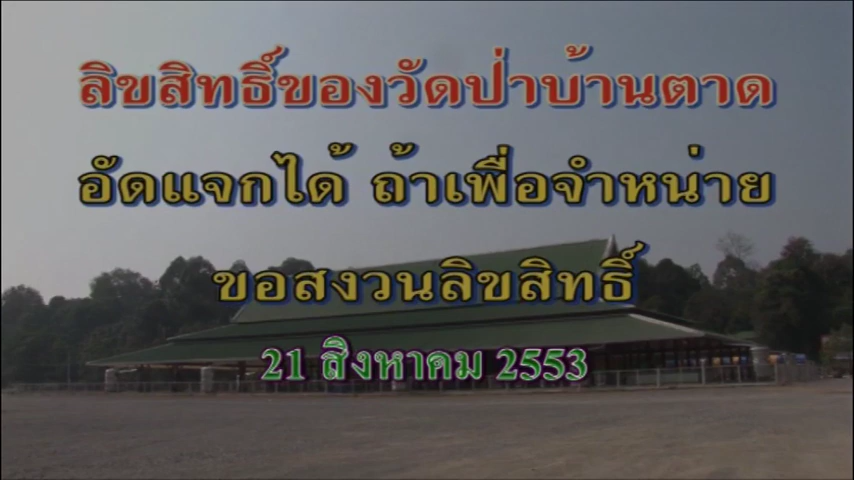 ลิขสิทธิ์ของวัดป่าบ้านตาด
อัดแจกได้ ถ้าเพื่อจำหน่าย
ขอสงวนลิขสิทธิ์
21 สิงหาคม 2553